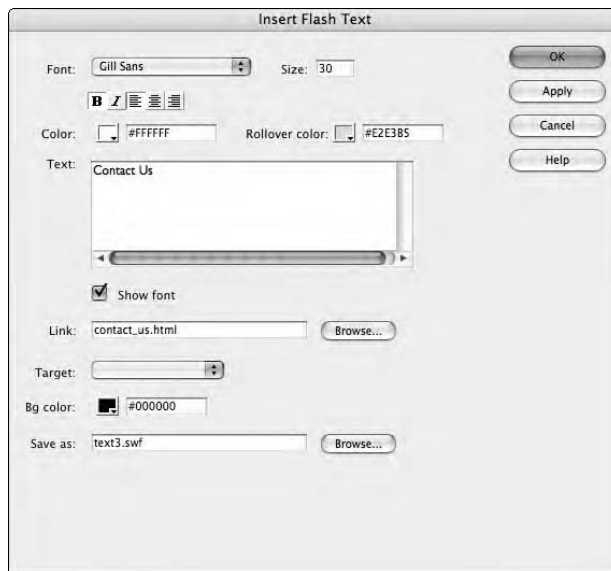 Insert Flash Text
Font: Gill Sans Size: 30 OK
B I Apply
Color: #FFFFFF Rollover color: #E2E3B5 Cancel
Text: Contact Us Help
Show font
Link: contact_us.html Browse...
Target:
Bg color: #000000
Save as: text3.swf Browse...